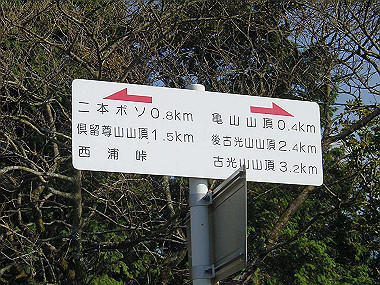 二本ボソ0.8km
倶留尊山山頂1.5km
西浦峠
亀山山頂0.4km
後古光山山頂2.4km
古光山山頂3.2km